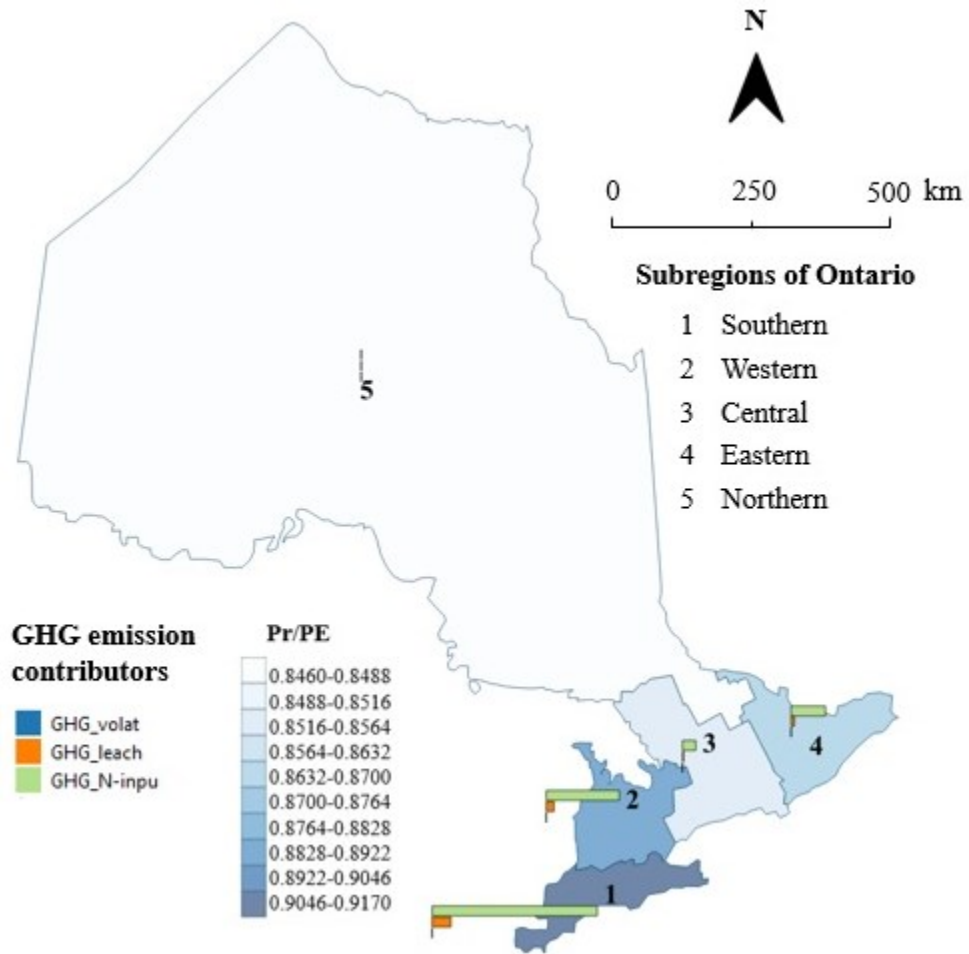 N
0 250 500 km
Subregions of Ontario
1 Southern
2 Western
3 Central
4 Eastern
5 Northern
5
GHG emission
contributors
GHG_volat
GHG_leach
GHG_N-inpu
Pr/PE
0.8460-0.8488
0.8488-0.8516
0.8516-0.8564
0.8564-0.8632
0.8632-0.8700
0.8700-0.8764
0.8764-0.8828
0.8828-0.8922
0.8922-0.9046
0.9046-0.9170
3
4
2
1